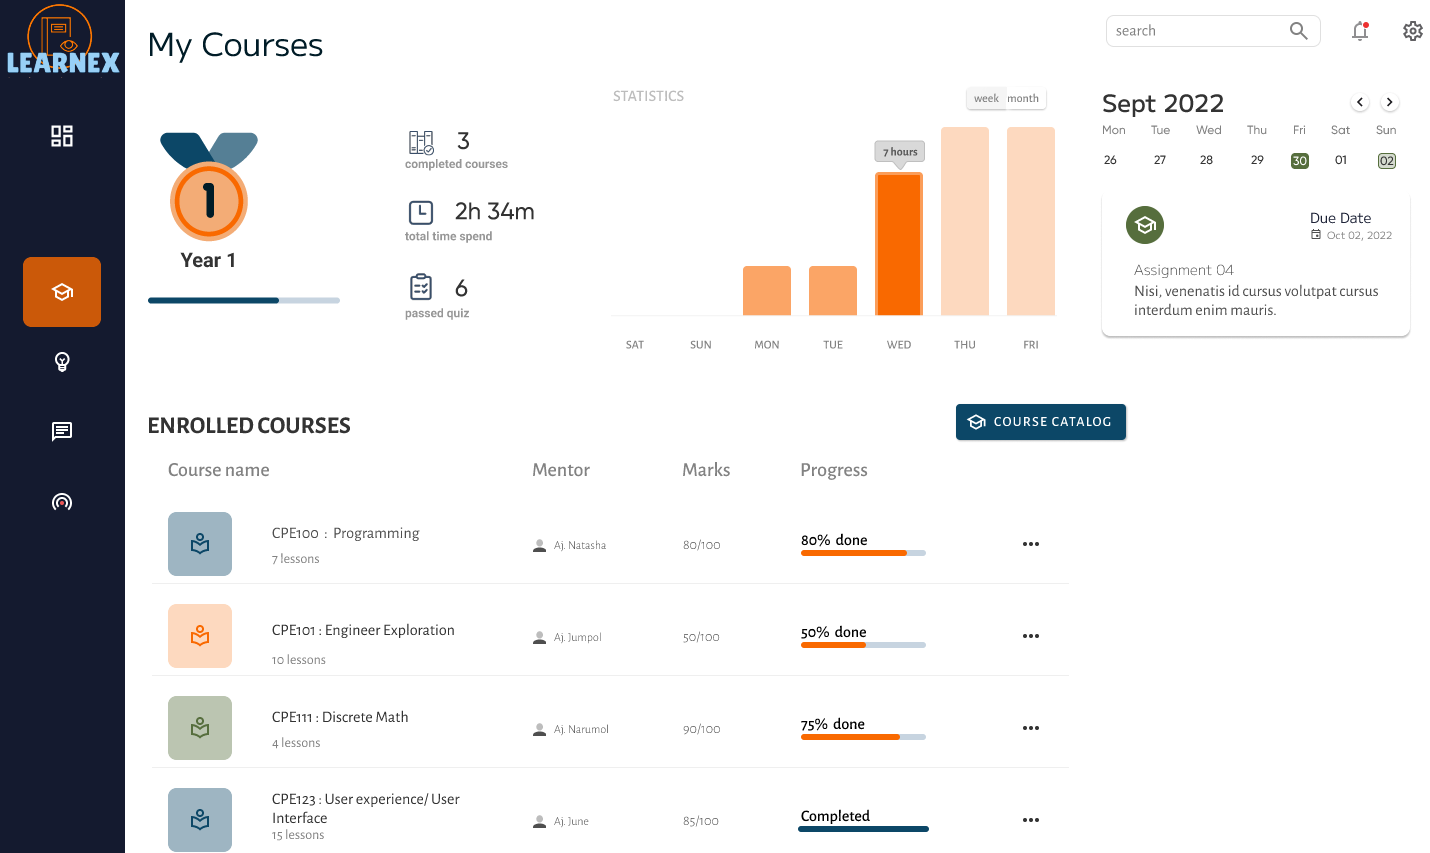 LEARNEX
My Courses
search
STATISTICS
week month
Sept 2022
Mon Tue Wed Thu Fri Sat Sun
26 27 28 29 30 01 02
1
Year 1
3
completed courses
2h 34m
total time spend
6
passed quiz
7 hours
SAT SUN MON TUE WED THU FRI
Due Date
Oct 02, 2022
Assignment 04
Nisi, venenatis id cursus volutpat cursus
interdum enim mauris.
ENROLLED COURSES
COURSE CATALOG
Course name Mentor Marks Progress
CPE100 : Programming
7 lessons
Aj. Natasha
80/100
80% done
CPE101 : Engineer Exploration
10 lessons
Aj. Jumpol
50/100
50% done
CPE111 : Discrete Math
4 lessons
Aj. Narumol
90/100
75% done
CPE123 : User experience/ User
Interface
15 lessons
Aj. June
85/100
Completed